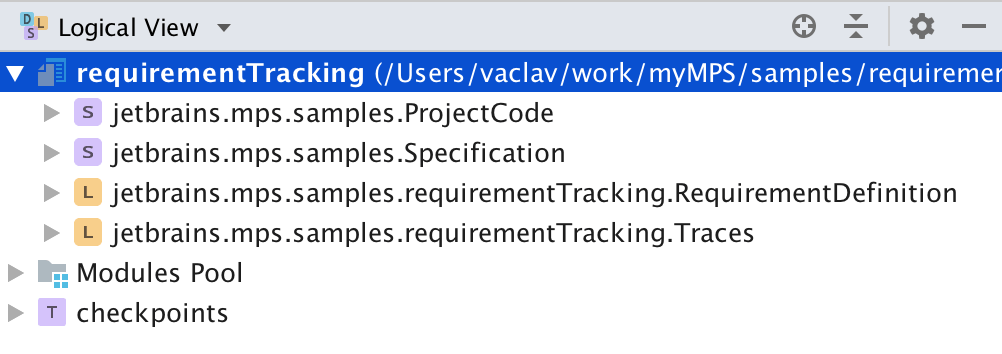 D L S Logical View
requirementTracking (/Users/vaclav/work/myMPS/samples/requiremer
S jetbrains.mps.samples.ProjectCode
S jetbrains.mps.samples.Specification
L jetbrains.mps.samples.requirementTracking.RequirementDefinition
L jetbrains.mps.samples.requirementTracking.Traces
Modules Pool
T checkpoints